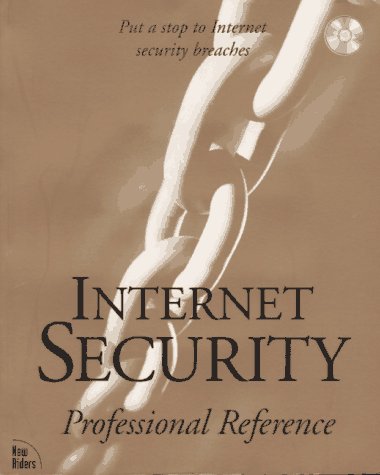 Put a stop to Internet
security breaches
INTERNET
SECURITY
Professional Reference
New
Riders